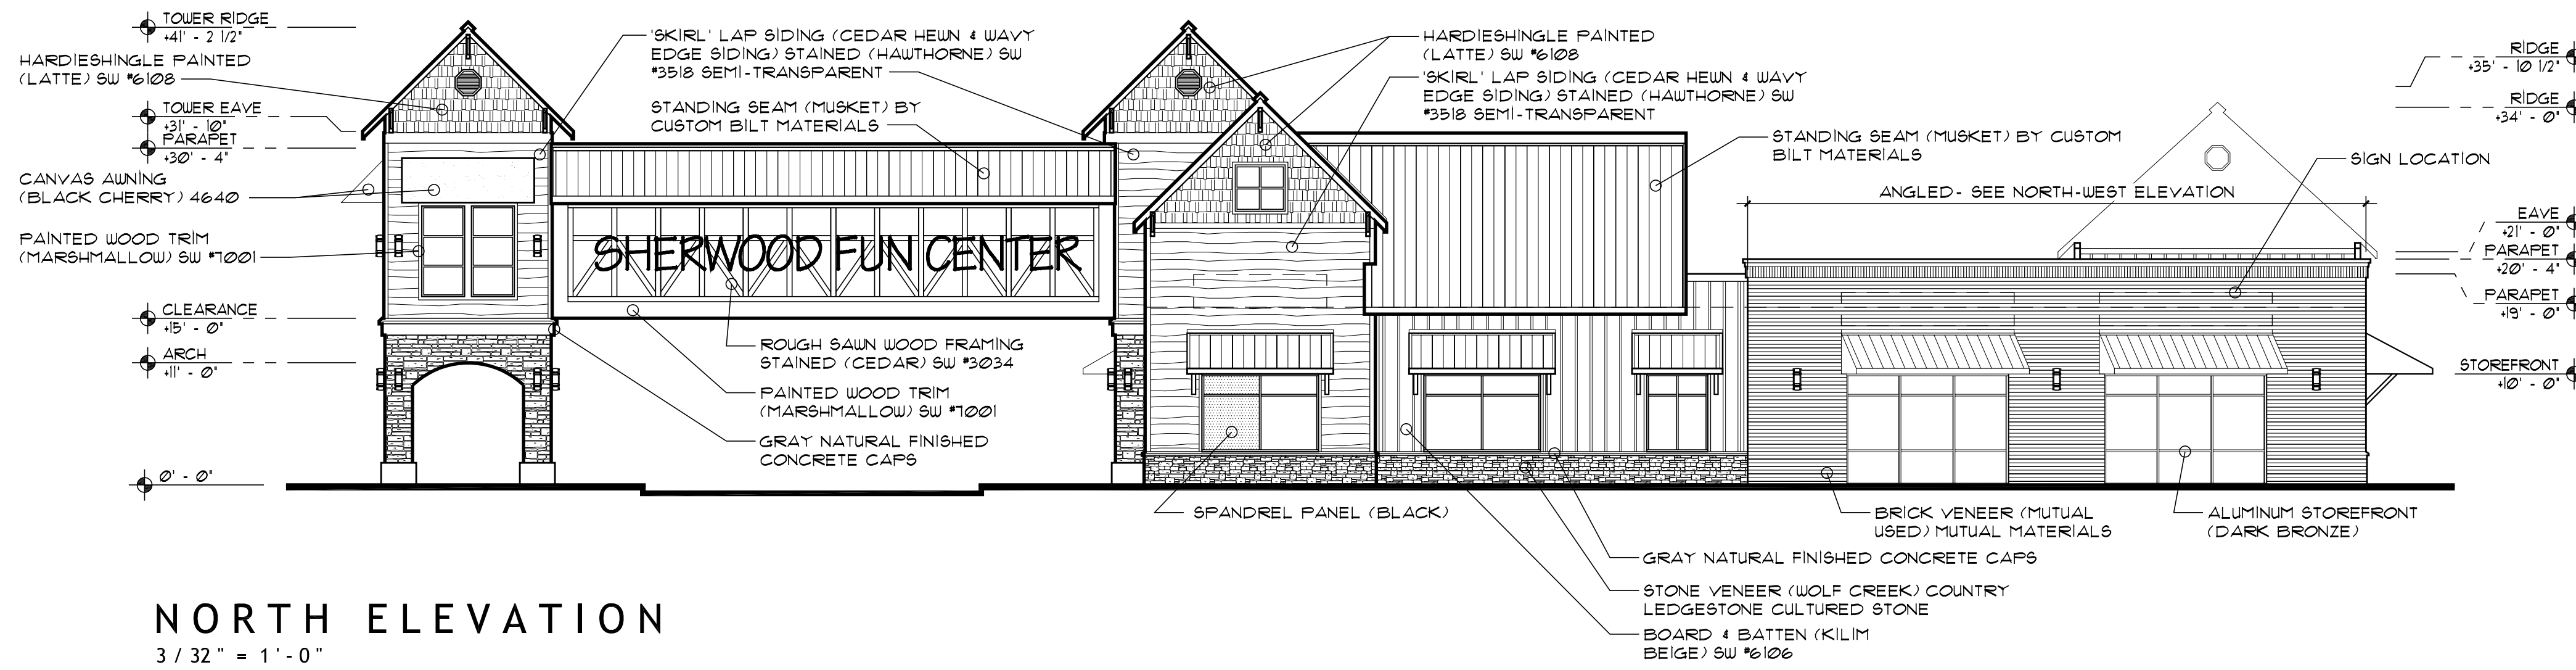 TOWER RIDGE
+41' - 2 1/2"
HARDIESHINGLE PAINTED
(LATTE) SW #6108
TOWER EAVE
+31' - 10"
PARAPET
+30' - 4"
CANVAS AWNING
(BLACK CHERRY) 4640
PAINTED WOOD TRIM
(MARSHMALLOW) SW #7001
CLEARANCE
+15' - 0"
ARCH
+11' - 0"
0' - 0"
'SKIRL' LAP SIDING (CEDAR HEWN & WAVY
EDGE SIDING) STAINED (HAWTHORNE) SW
#3518 SEMI-TRANSPARENT
STANDING SEAM (MUSKET) BY
CUSTOM BILT MATERIALS
SHERWOOD FUN CENTER
ROUGH SAWN WOOD FRAMING
STAINED (CEDAR) SW #3034
PAINTED WOOD TRIM
(MARSHMALLOW) SW #7001
GRAY NATURAL FINISHED
CONCRETE CAPS
HARDIESHINGLE PAINTED
(LATTE) SW #6108
'SKIRL' LAP SIDING (CEDAR HEWN & WAVY
EDGE SIDING) STAINED (HAWTHORNE) SW
#3518 SEMI-TRANSPARENT
STANDING SEAM (MUSKET) BY CUSTOM
BILT MATERIALS
SIGN LOCATION
ANGLED- SEE NORTH-WEST ELEVATION
RIDGE
+35' - 10 1/2"
RIDGE
+34' - 0"
EAVE
+21' - 0"
PARAPET
+20' - 4"
PARAPET
+19' - 0"
STOREFRONT
+10' - 0"
SPANDREL PANEL (BLACK)
BRICK VENEER (MUTUAL
USED) MUTUAL MATERIALS
ALUMINUM STOREFRONT
(DARK BRONZE)
GRAY NATURAL FINISHED CONCRETE CAPS
STONE VENEER (WOLF CREEK) COUNTRY
LEDGESTONE CULTURED STONE
BOARD & BATTEN (KILIM
BEIGE) SW #6106
NORTH ELEVATION
3/32" = 1'-0"